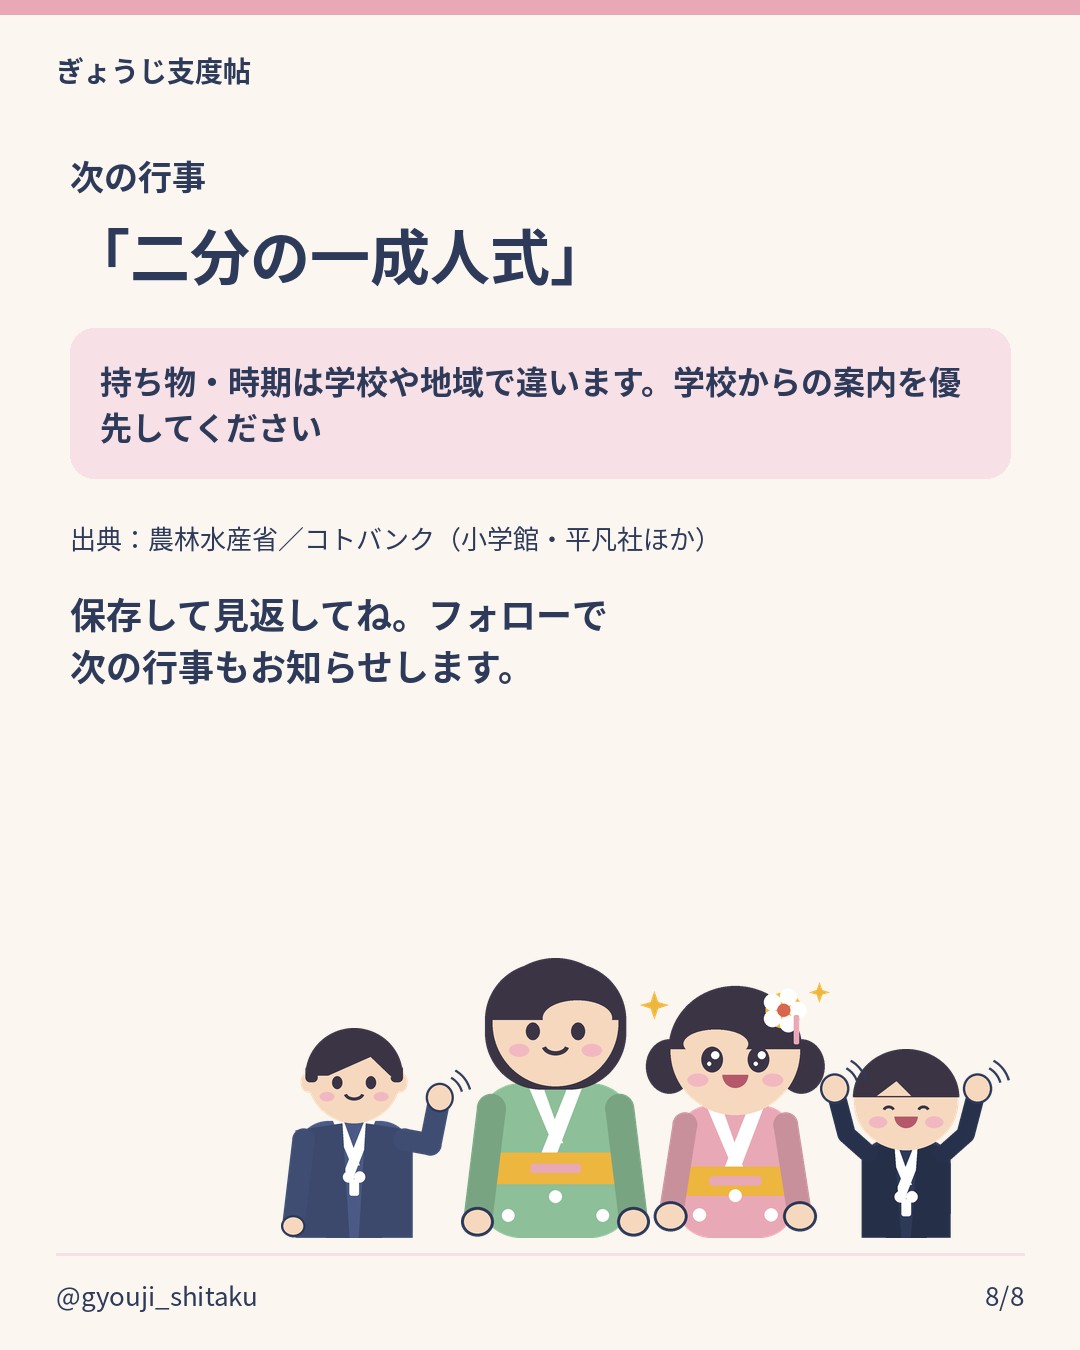 ぎょうじ支度帖
次の行事
「二分の一成人式」
持ち物・時期は学校や地域で違います。学校からの案内を優
先してください
出典：農林水産省／コトバンク（小学館・平凡社ほか）
保存して見返してね。フォローで
次の行事もお知らせします。
@gyouji_shitaku
8/8